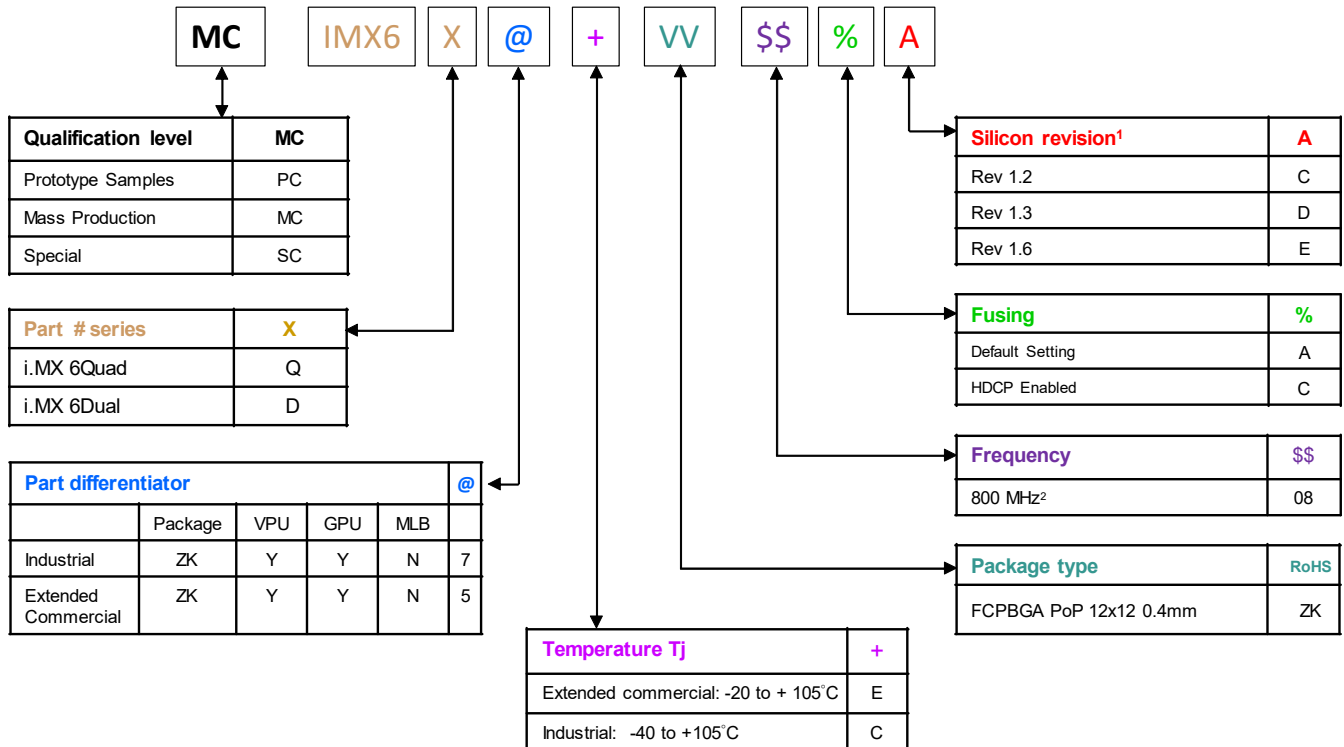 MC IMX6 X @ + VV $$ % A
Qualification level MC
Prototype Samples PC
Mass Production MC
Special SC
Part # series X
i.MX 6Quad Q
i.MX 6Dual D
Part differentiator @
Package VPU GPU MLB
Industrial ZK Y Y N 7
Extended Commercial ZK Y Y N 5
Temperature Tj +
Extended commercial: -20 to + 105°C E
Industrial: -40 to +105°C C
Silicon revision¹ A
Rev 1.2 C
Rev 1.3 D
Rev 1.6 E
Fusing %
Default Setting A
HDCP Enabled C
Frequency $$
800 MHz² 08
Package type RoHS
FCPBGA PoP 12x12 0.4mm ZK